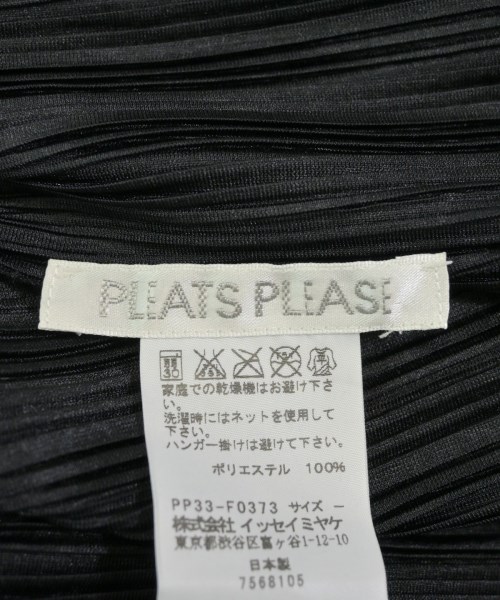 PLEATS PLEASE
家庭での乾燥機はお避け下さ
い。
洗濯時にはネットを使用して
下さい。
ハンガー掛けは避けて下さい。
ポリエステル 100%
PP33-F0373 サイズ -
株式会社 イッセイミヤケ
東京都渋谷区富ヶ谷1-12-10
日本製
7568105